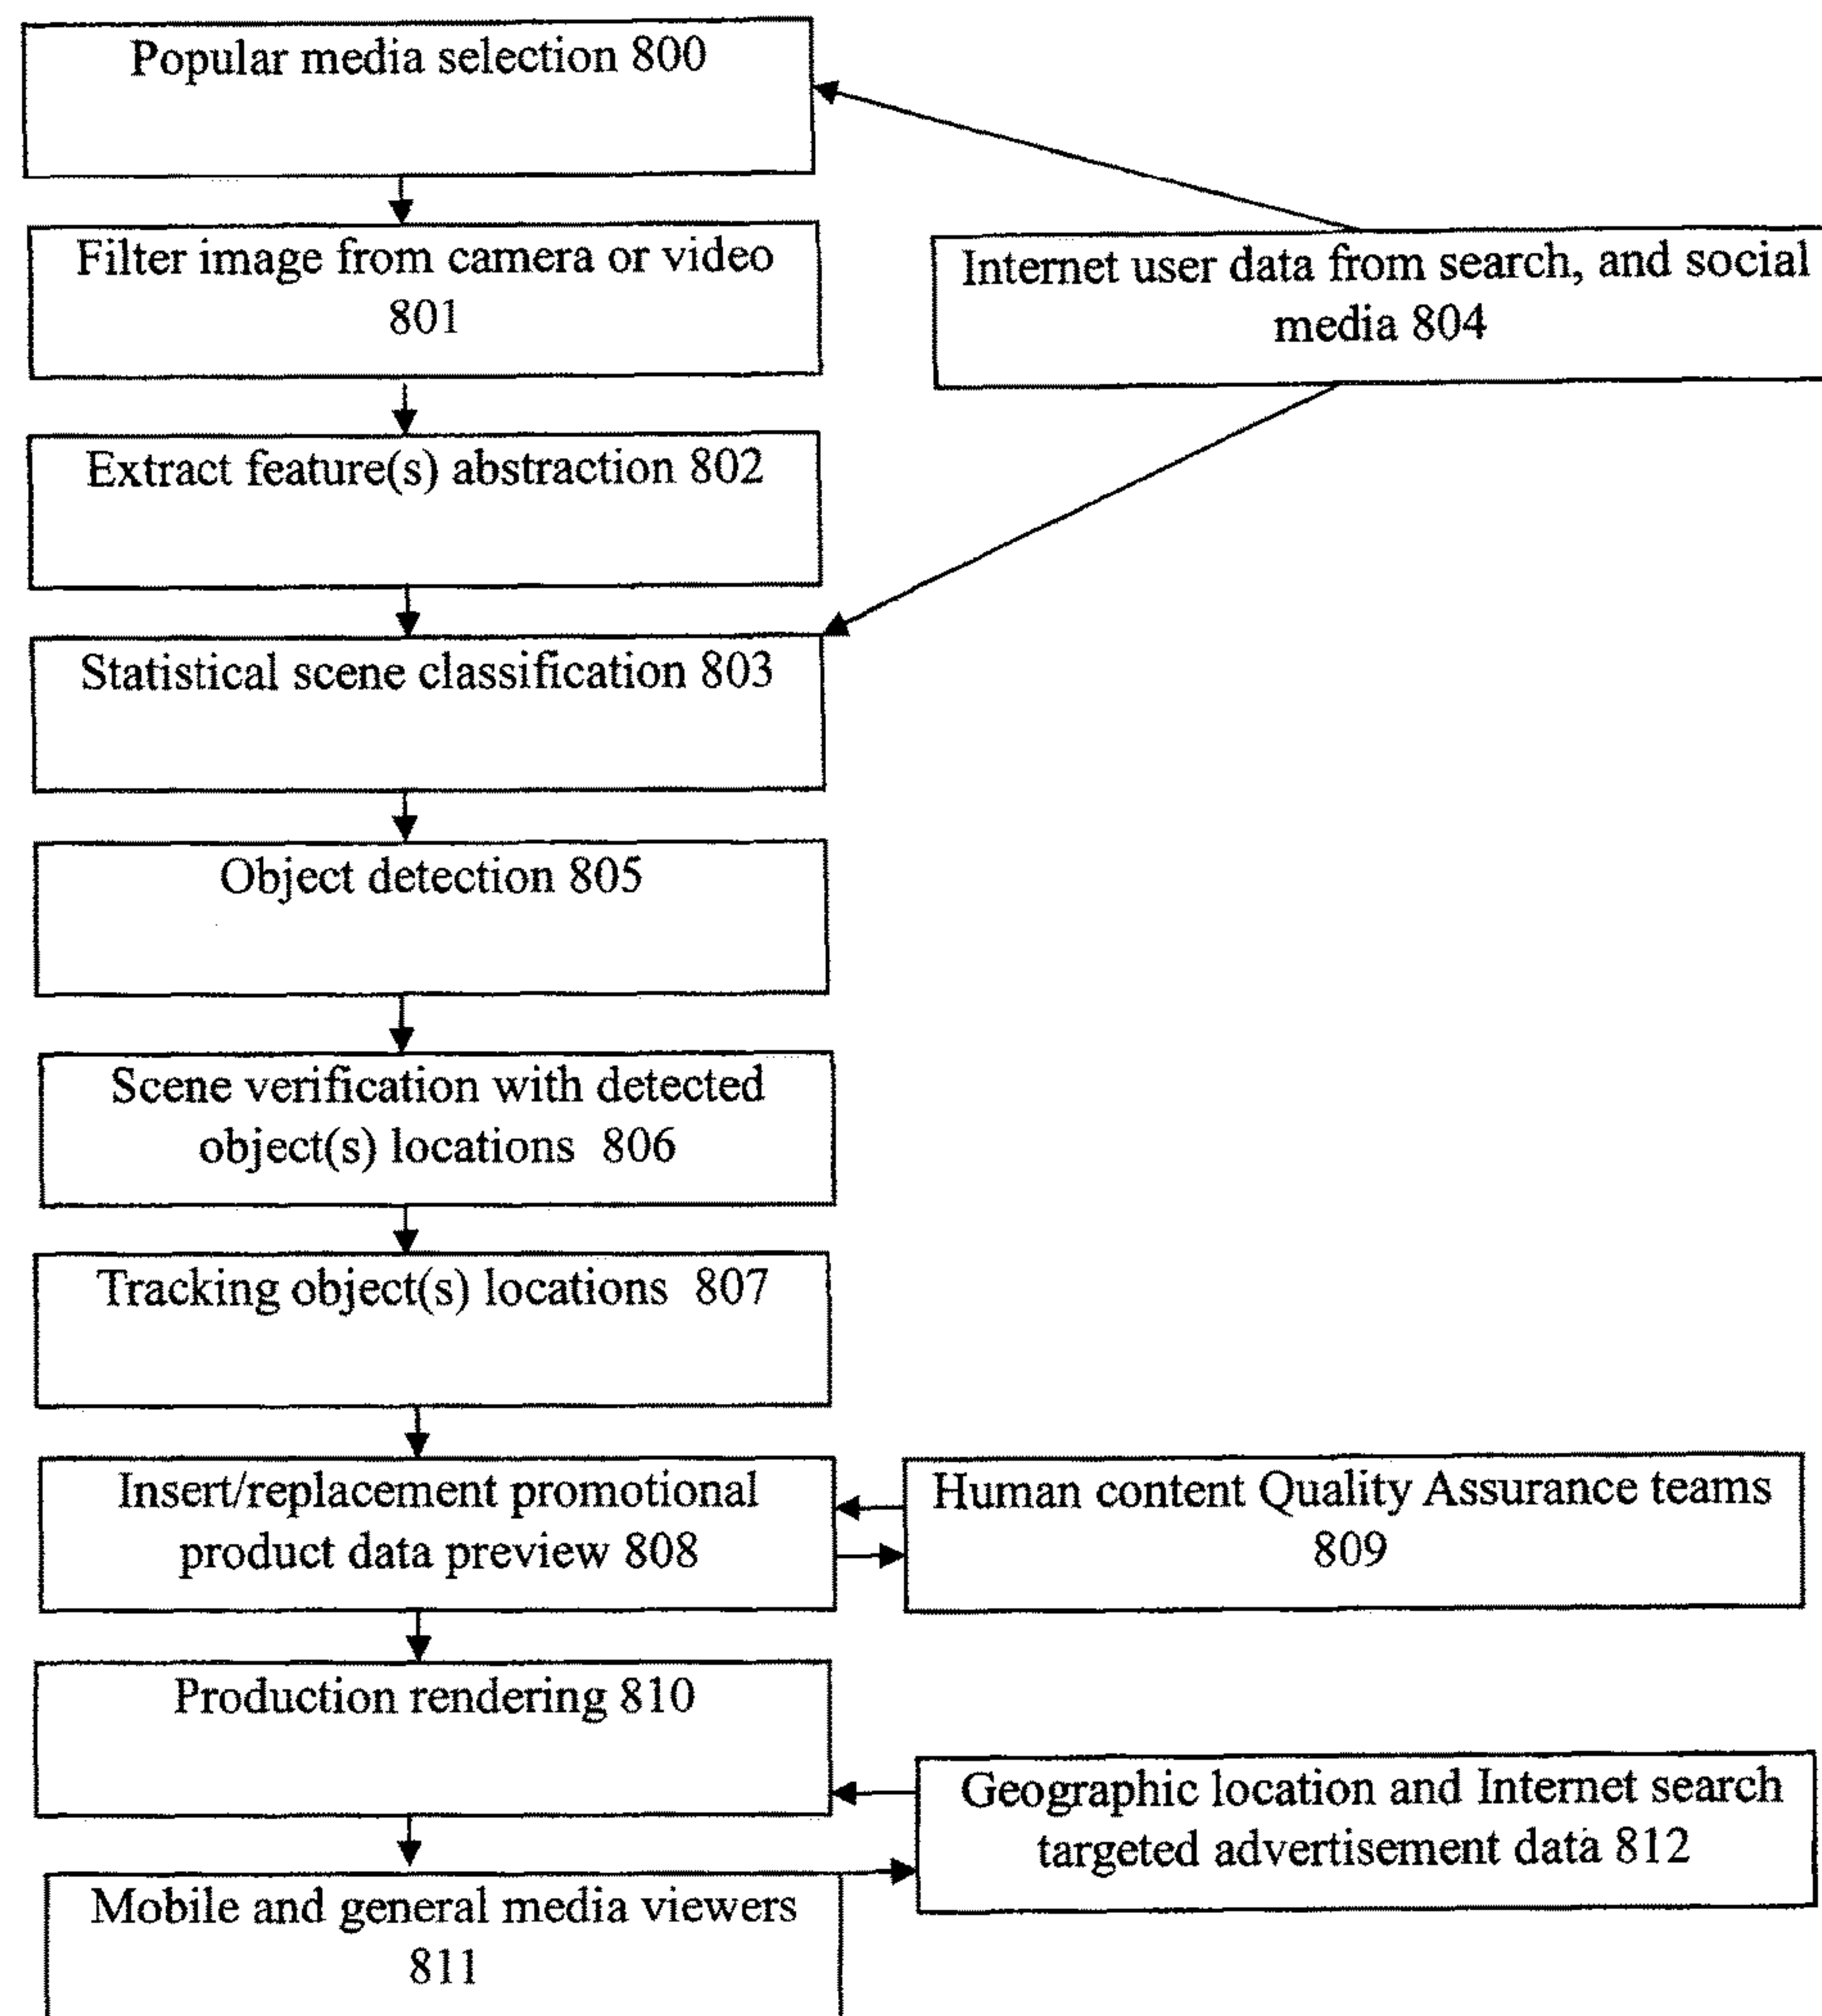 Popular media selection 800
Filter image from camera or video
801
Internet user data from search, and social
media 804
Extract feature(s) abstraction 802
Statistical scene classification 803
Object detection 805
Scene verification with detected
object(s) locations 806
Tracking object(s) locations 807
Insert/replacement promotional
product data preview 808
Human content Quality Assurance teams
809
Production rendering 810
Geographic location and Internet search
targeted advertisement data 812
Mobile and general media viewers
811